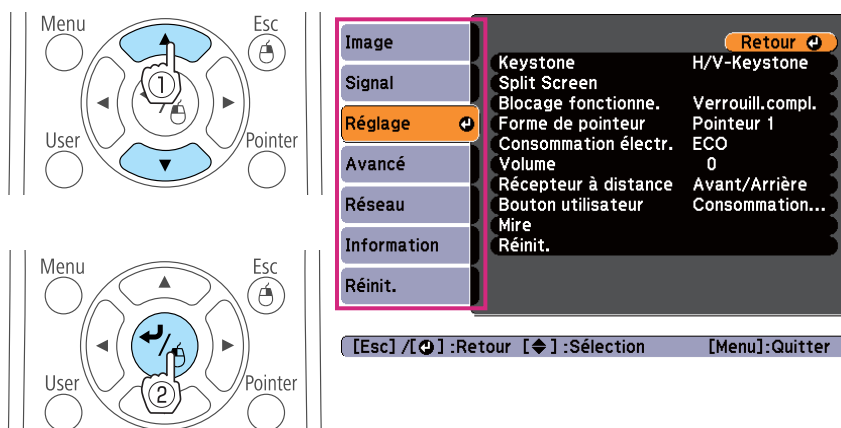 Menu
Esc
①
User
Pointer
Menu
Esc
②
User
Pointer
Image
Signal
Réglage
Avancé
Réseau
Information
Réinit.
Retour
Keystone H/V-Keystone
Split Screen
Blocage fonctionne. Verrouill.compl.
Forme de pointeur Pointeur 1
Consommation électr. ECO
Volume 0
Récepteur à distance Avant/Arrière
Bouton utilisateur Consommation...
Mire
Réinit.
[Esc] /[⏎] :Retour [◆] :Sélection [Menu]:Quitter